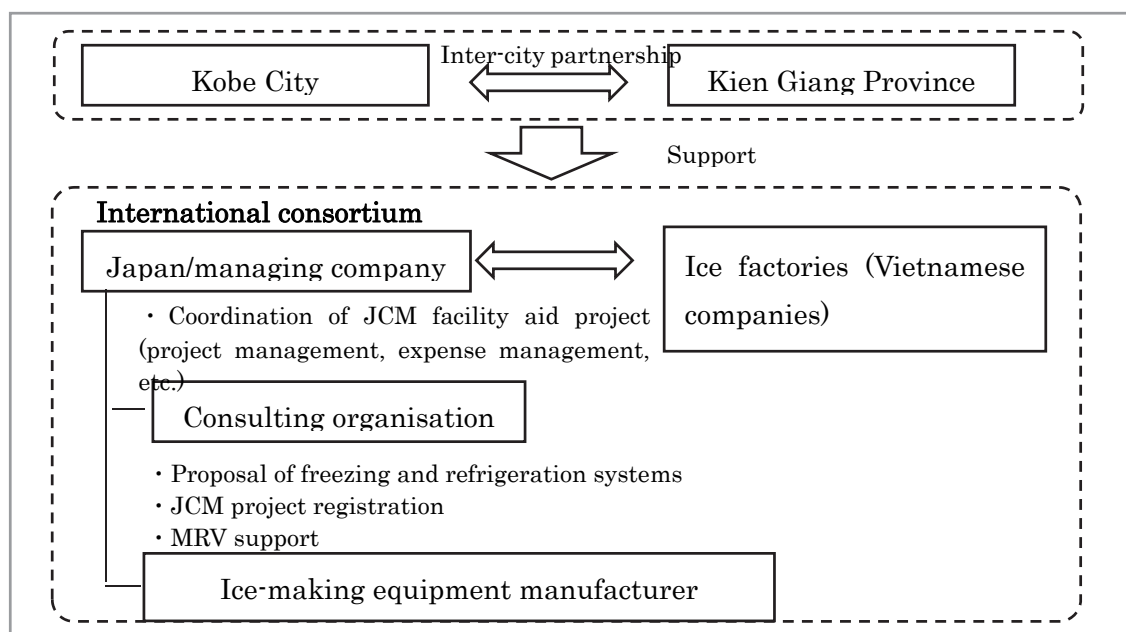 Inter-city partnership
Kobe City
Kien Giang Province
Support
International consortium
Japan/managing company
Ice factories (Vietnamese
companies)
・Coordination of JCM facility aid project
(project management, expense management,
etc.)
Consulting organisation
・Proposal of freezing and refrigeration systems
・JCM project registration
・MRV support
Ice-making equipment manufacturer